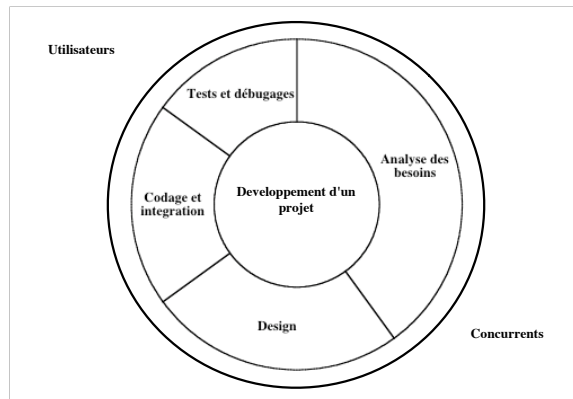 Utilisateurs
Tests et débugages
Analyse des
besoins
Codage et
integration
Developpement d'un
projet
Design
Concurrents